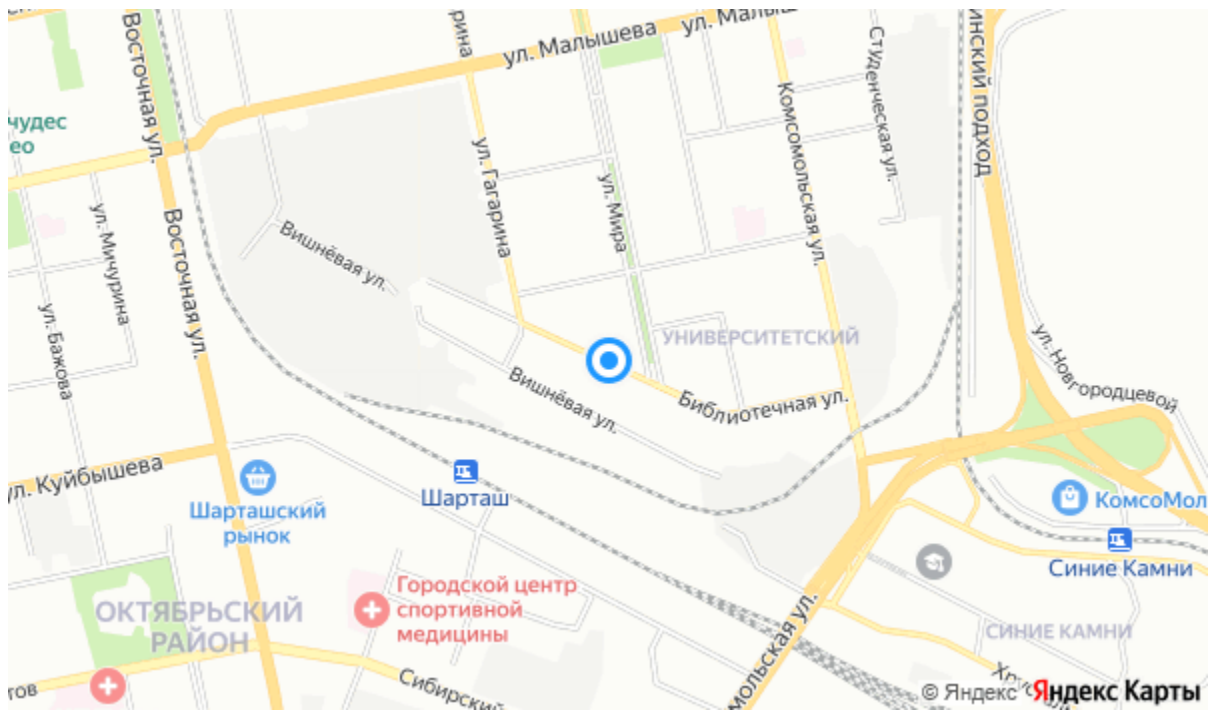 ул. Малышева
ул. Малыш
Восточная ул.
рина
Студенческая ул.
инский подход
чудес
ео
Комсомольская ул.
ул. Гагарина
ул. Мира
ул. Мичурина
Восточная ул.
Вишнёвая ул.
ул. Бажова
УНИВЕРСИТЕТСКИЙ
ул. Новгородцевой
Вишнёвая ул.
Библиотечная ул.
ул. Куйбышева
Шарташ
КомсоМол
Шарташский
рынок
Синие Камни
Городской центр
спортивной
медицины
ОКТЯБРЬСКИЙ
РАЙОН
СИНИЕ КАМНИ
мольская ул.
Сибирский
тов
© Яндекс Яндекс Карты